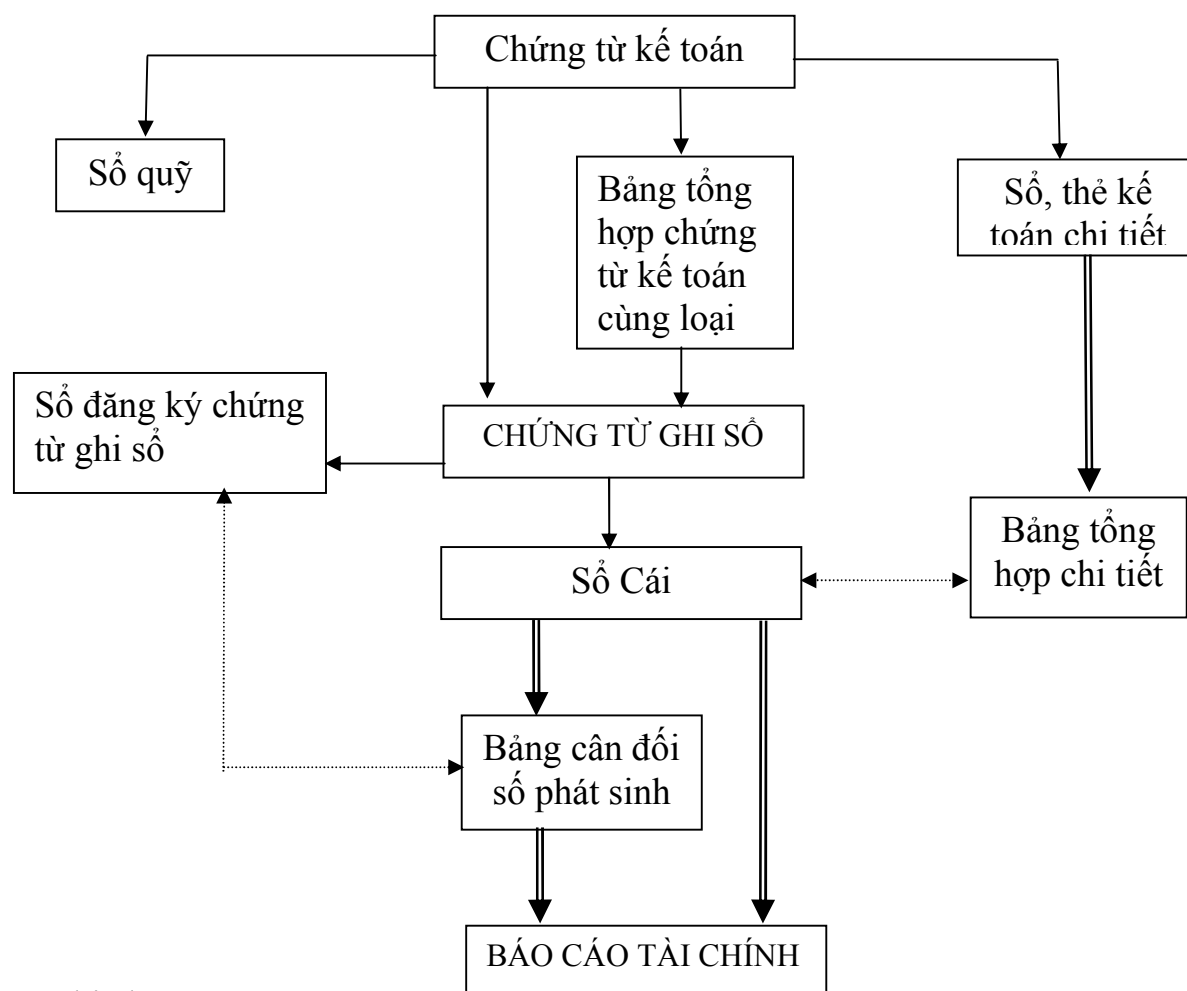 Chứng từ kế toán
Sổ quỹ
Bảng tổng
hợp chứng
từ kế toán
cùng loại
Sổ, thẻ kế
toán chi tiết
Sổ đăng ký chứng
từ ghi sổ
CHỨNG TỪ GHI SỔ
Bảng tổng
hợp chi tiết
Sổ Cái
Bảng cân đối
số phát sinh
BÁO CÁO TÀI CHÍNH